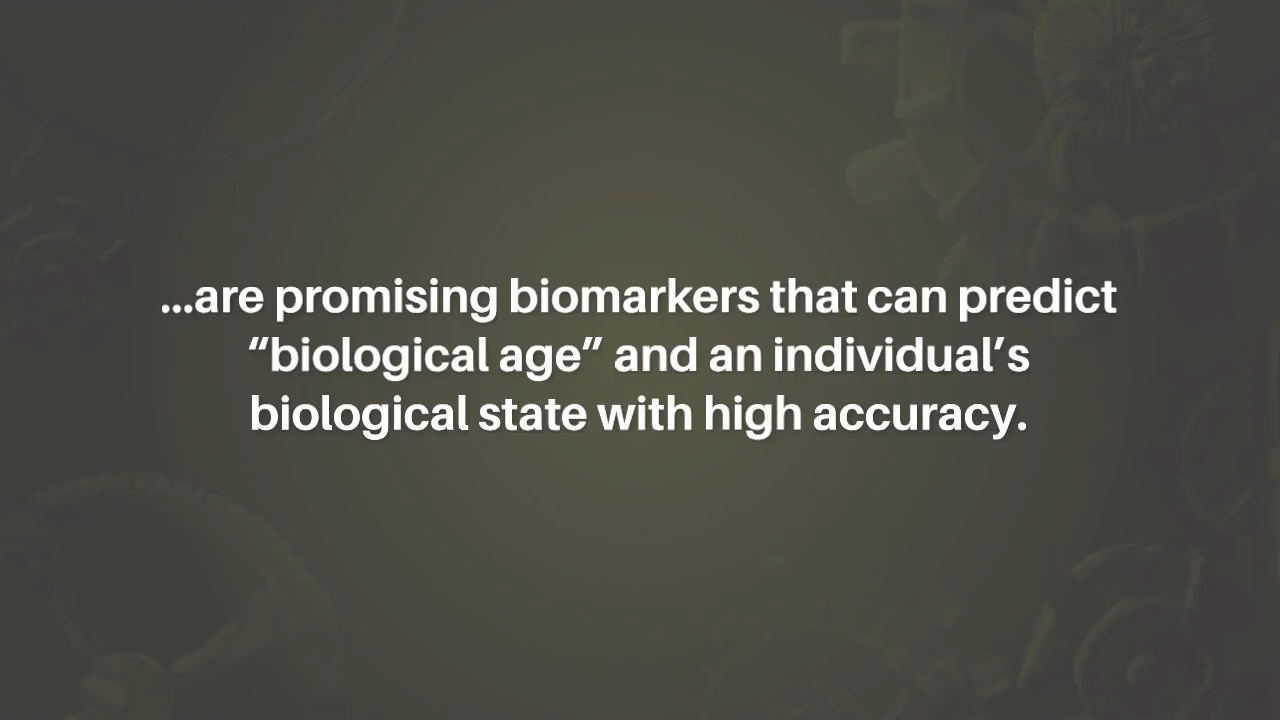 ...are promising biomarkers that can predict
“biological age” and an individual’s
biological state with high accuracy.